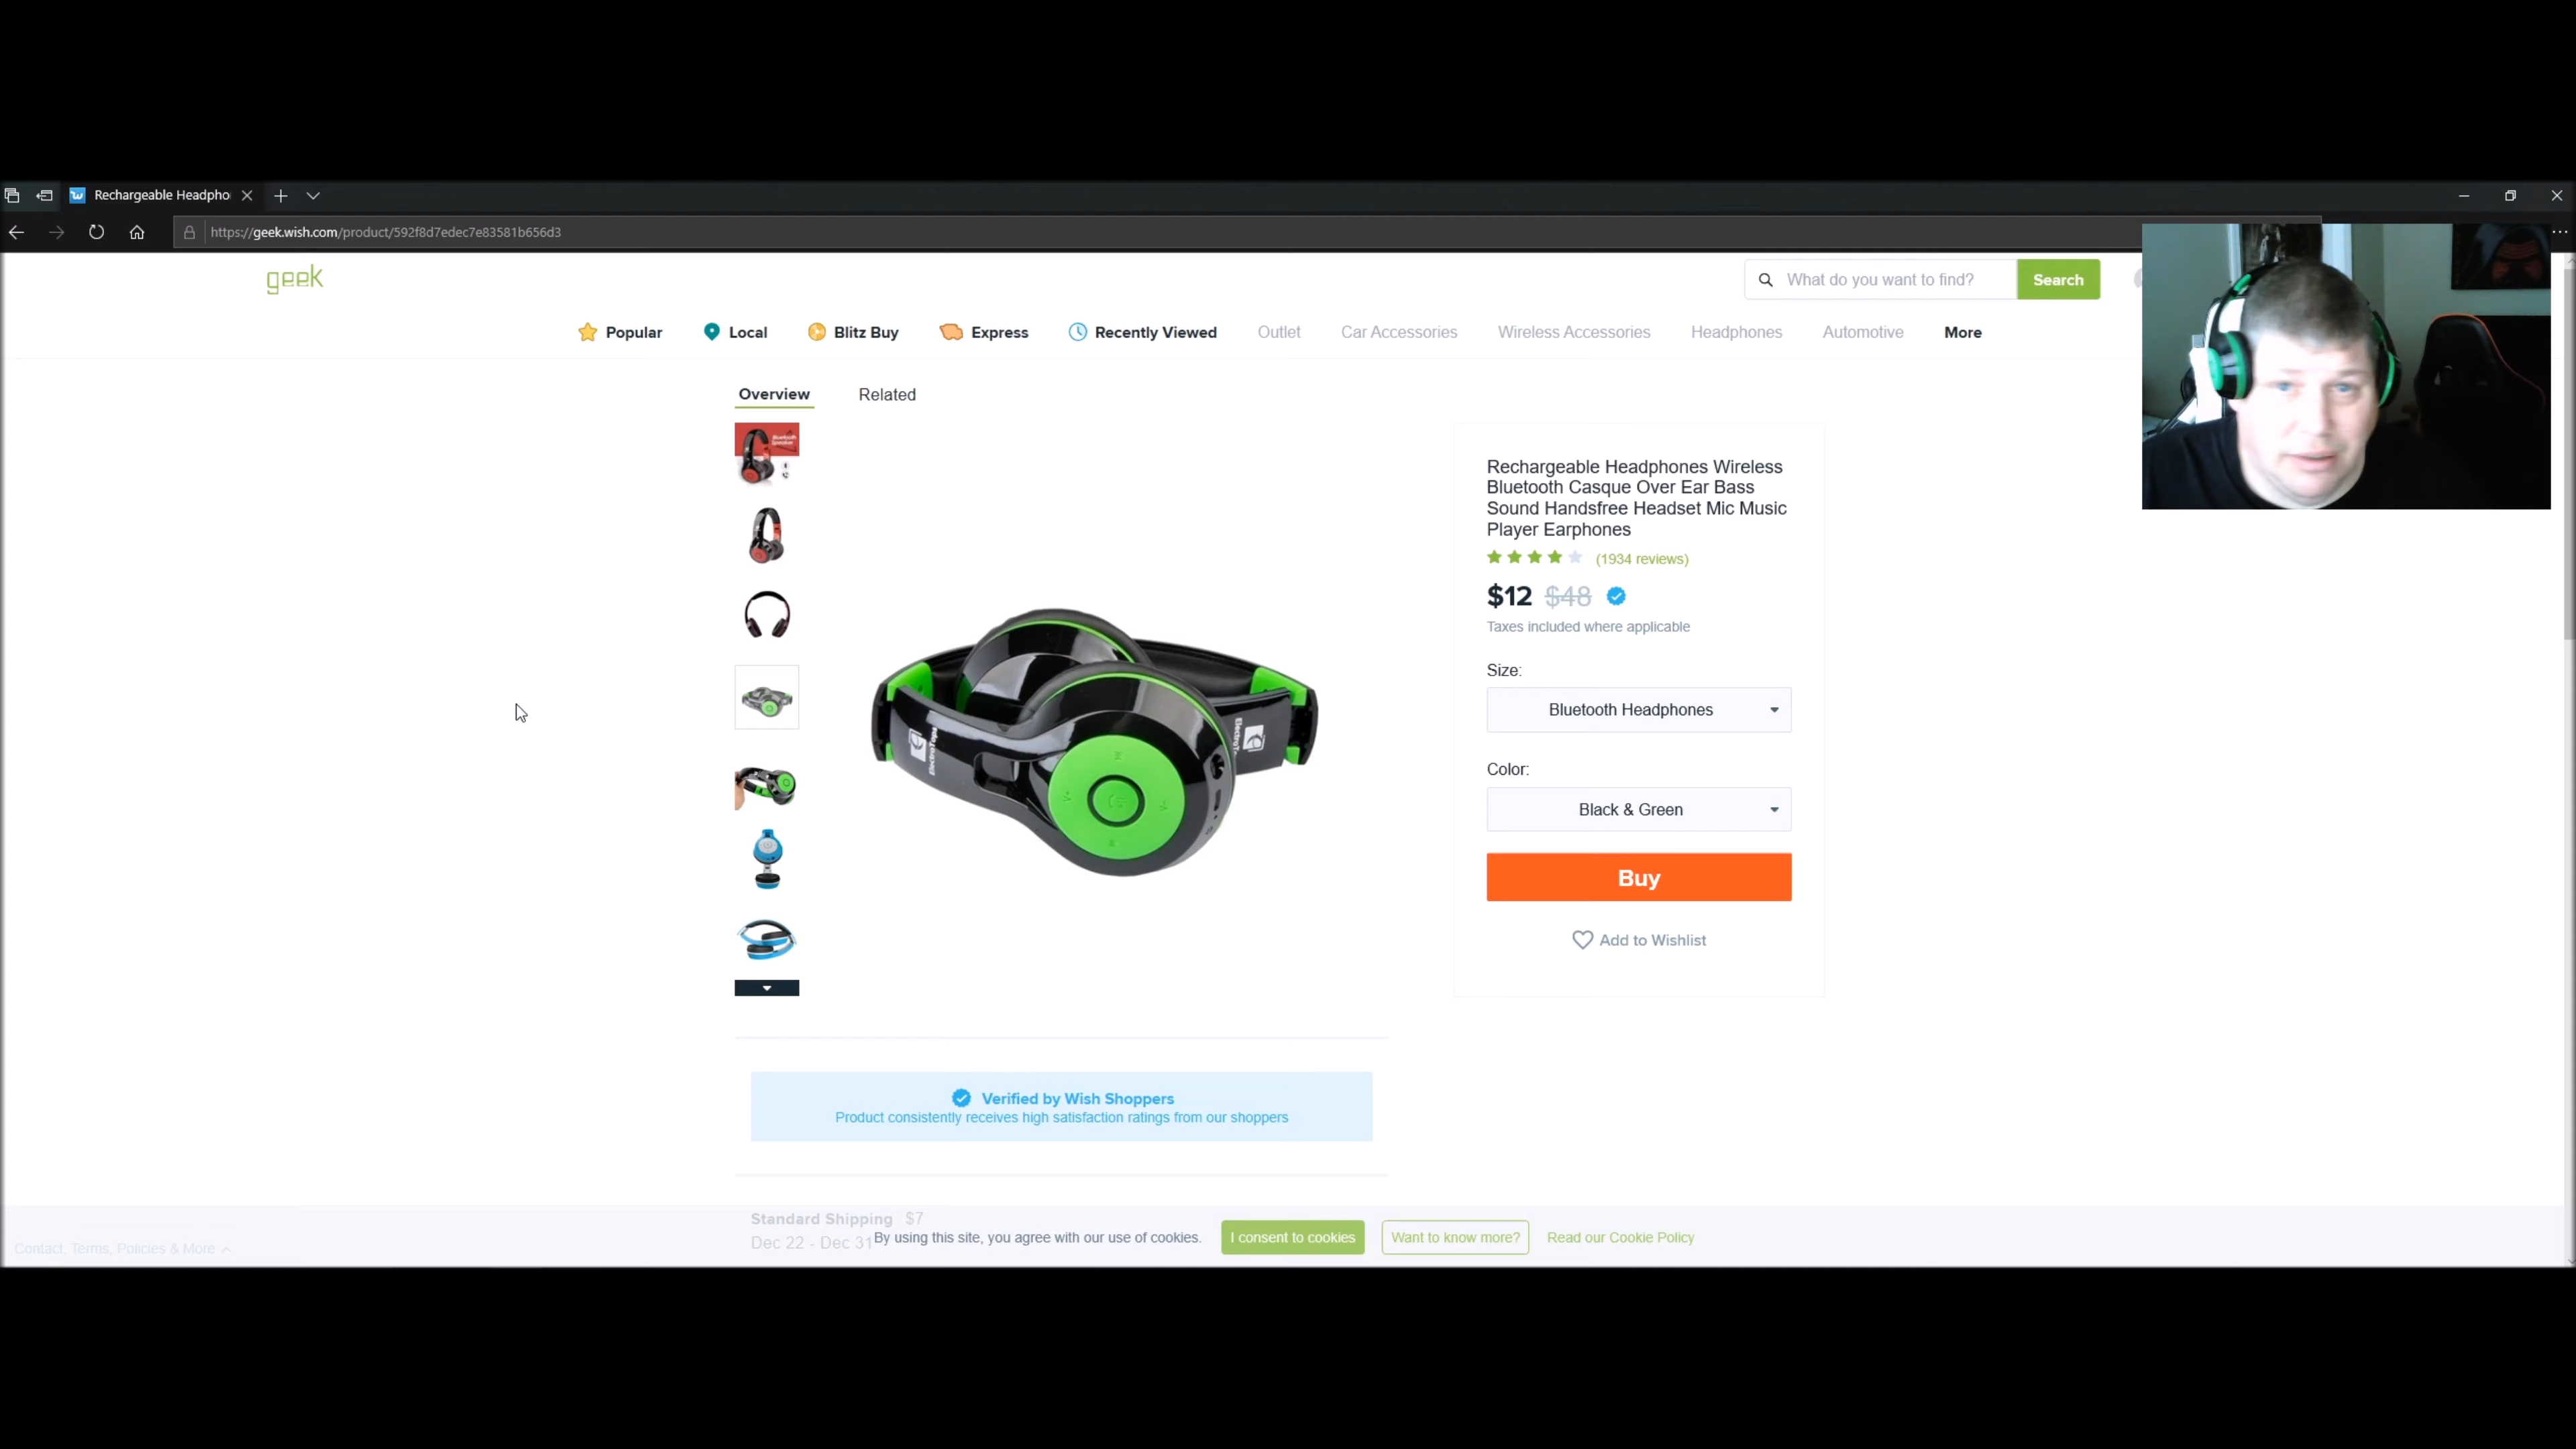 Rechargeable Headpho
https://geek.wish.com/product/592f8d7edec7e83581b656d3
geek
What do you want to find?
Search
Popular
Local
Blitz Buy
Express
Recently Viewed
Outlet
Car Accessories
Wireless Accessories
Headphones
Automotive
More
Overview
Related
Bluetooth
Speaker
Rechargeable Headphones Wireless
Bluetooth Casque Over Ear Bass
Sound Handsfree Headset Mic Music
Player Earphones
(1934 reviews)
$12 $48
Taxes included where applicable
Size:
Bluetooth Headphones
Color:
Black & Green
Buy
Add to Wishlist
Verified by Wish Shoppers
Product consistently receives high satisfaction ratings from our shoppers
Standard Shipping $7
Dec 22 - Dec 31
By using this site, you agree with our use of cookies.
I consent to cookies
Want to know more?
Read our Cookie Policy
Contact, Terms, Policies & More